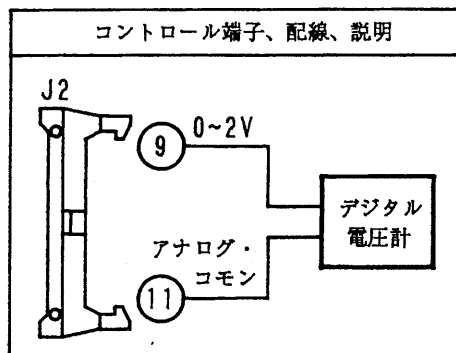 コントロール端子、配線、説明
J2
9
0~2V
デジタル
電圧計
アナログ・
コモン
11